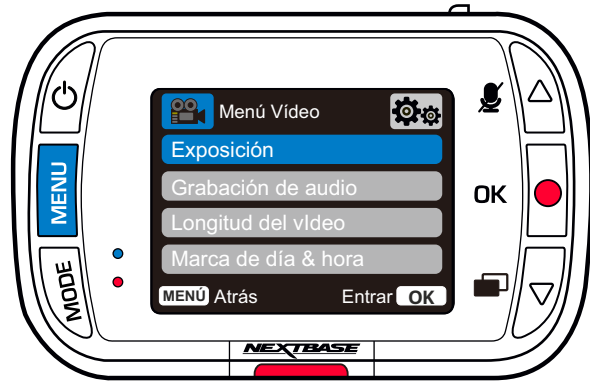 Menú Vídeo
Exposición
MENU
Grabación de audio
OK
Longitud del vIdeo
Marca de día & hora
MODE
MENÚ Atrás Entrar OK
NEXTBASE